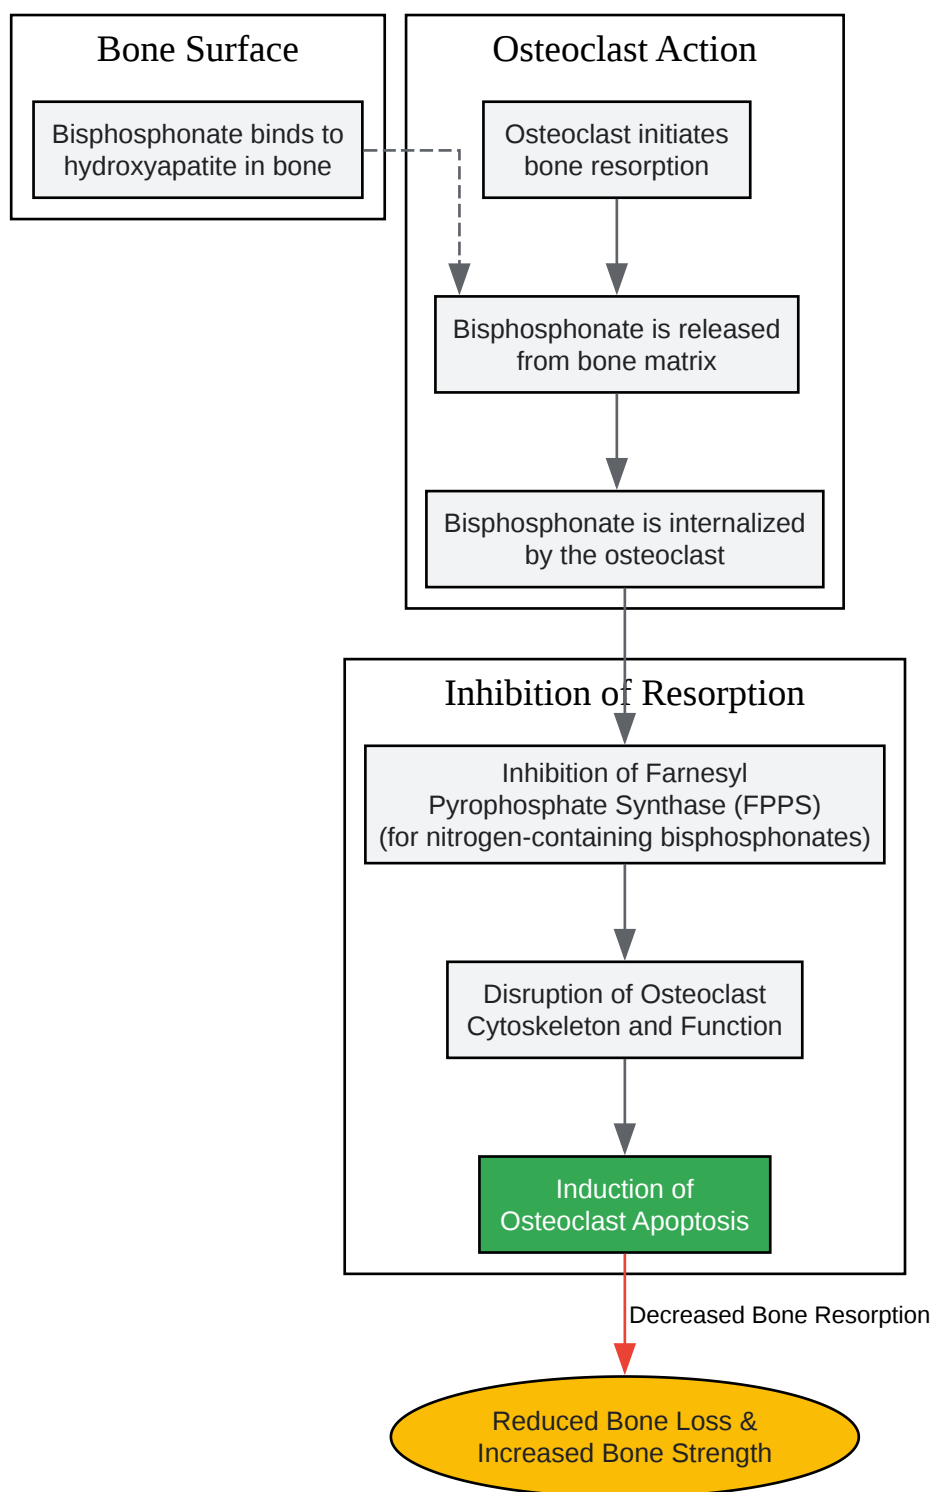 Bone Surface
Bisphosphonate binds to
hydroxyapatite in bone
Osteoclast Action
Osteoclast initiates
bone resorption
Bisphosphonate is released
from bone matrix
Bisphosphonate is internalized
by the osteoclast
Inhibition of Resorption
Inhibition of Farnesyl
Pyrophosphate Synthase (FPPS)
(for nitrogen-containing bisphosphonates)
Disruption of Osteoclast
Cytoskeleton and Function
Induction of
Osteoclast Apoptosis
Decreased Bone Resorption
Reduced Bone Loss &
Increased Bone Strength